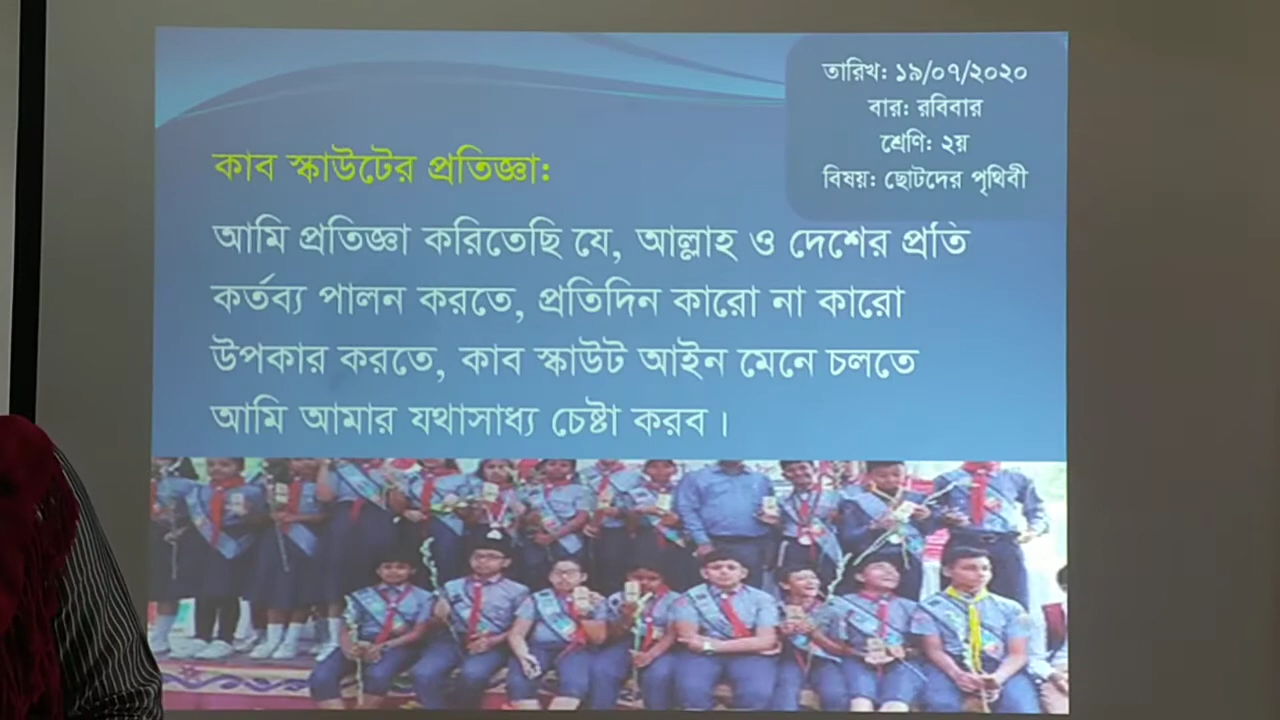 তারিখ: ১৯/০৭/২০২০
বার: রবিবার
শ্রেণি: ২য়
বিষয়: ছোটদের পৃথিবী
কাব স্কাউটের প্রতিজ্ঞা:
আমি প্রতিজ্ঞা করিতেছি যে, আল্লাহ ও দেশের প্রতি
কর্তব্য পালন করতে, প্রতিদিন কারো না কারো
উপকার করতে, কাব স্কাউট আইন মেনে চলতে
আমি আমার যথাসাধ্য চেষ্টা করব।